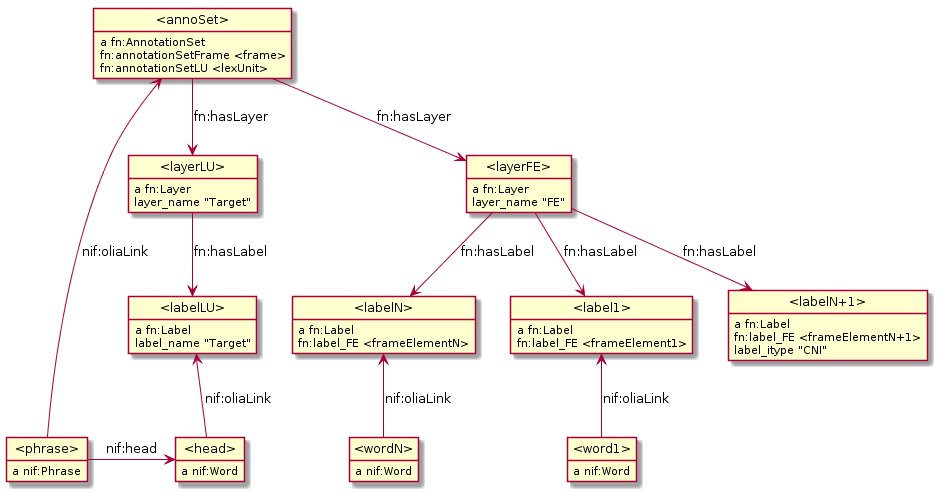 <annoSet>
a fn:AnnotationSet
fn:annotationSetFrame <frame>
fn:annotationSetLU <lexUnit>
fn:hasLayer
fn:hasLayer
<layerLU>
a fn:Layer
layer_name "Target"
<layerFE>
a fn:Layer
layer_name "FE"
nif:oliaLink
fn:hasLabel
fn:hasLabel
fn:hasLabel
fn:hasLabel
<labelLU>
a fn:Label
label_name "Target"
<labelN>
a fn:Label
fn:label_FE <frameElementN>
<label1>
a fn:Label
fn:label_FE <frameElement1>
<labelN+1>
a fn:Label
fn:label_FE <frameElementN+1>
label_itype "CNI"
nif:oliaLink
nif:oliaLink
nif:oliaLink
<phrase>
a nif:Phrase
nif:head
<head>
a nif:Word
<wordN>
a nif:Word
<word1>
a nif:Word